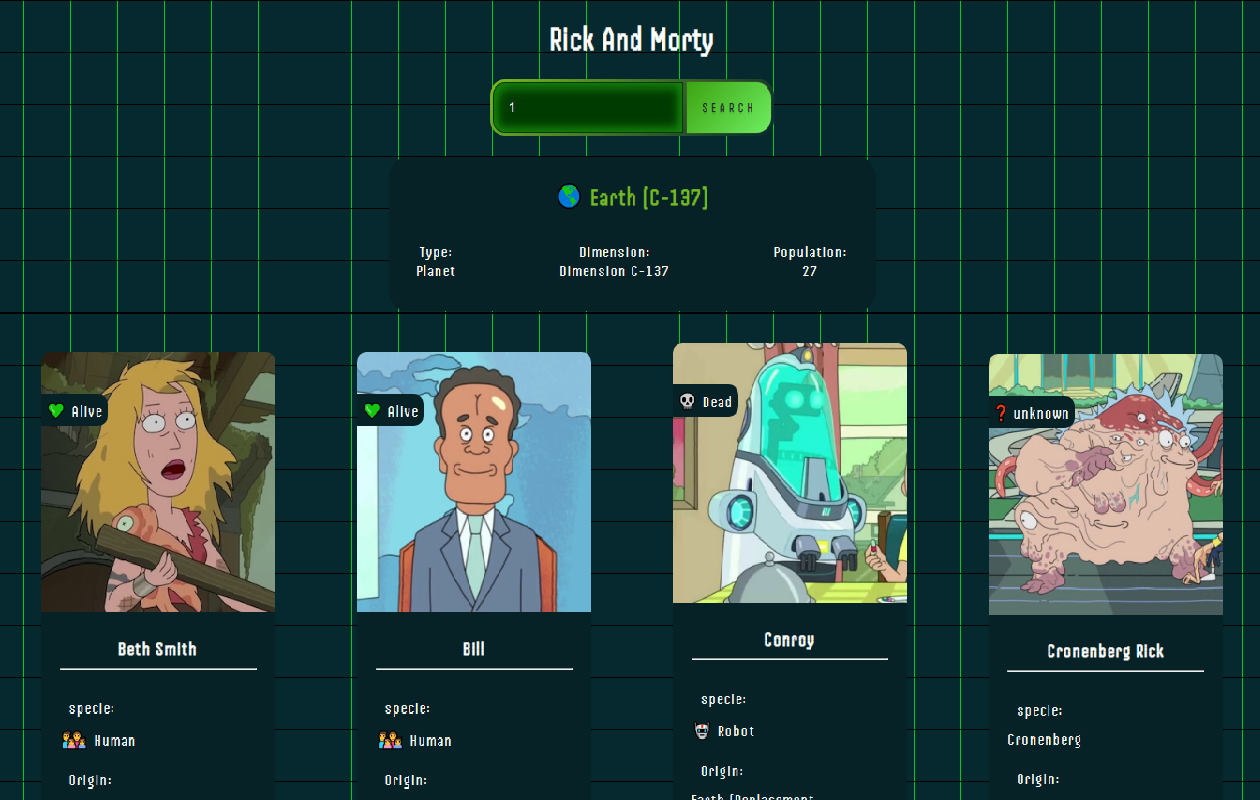 Rick And Morty
1
SEARCH
Earth (C-137)
Type:
Planet
Dimension:
Dimension C-137
Population:
27
Alive
Alive
Dead
unknown
Beth Smith
specie:
Human
Origin:
Bill
specie:
Human
Origin:
Conroy
specie:
Robot
Origin:
Earth (Replacement
Cronenberg Rick
specie:
Cronenberg
Origin: